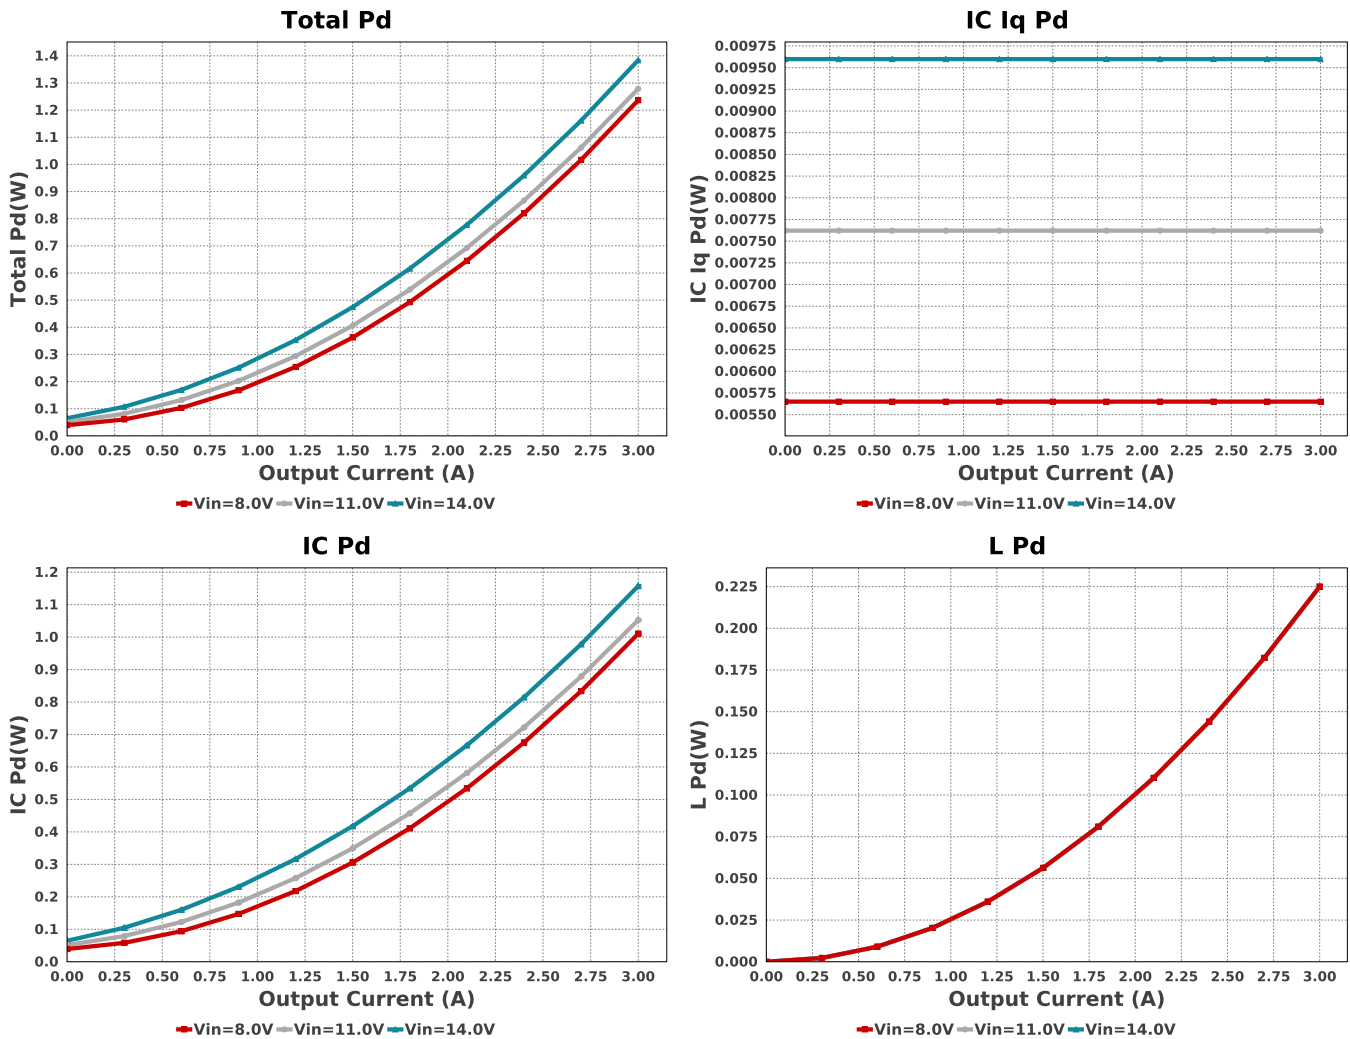 Total Pd
1.4
1.3
1.2
1.1
1.0
0.9
0.8
0.7
0.6
0.5
0.4
0.3
0.2
0.1
0.0
Total Pd(W)
0.00 0.25 0.50 0.75 1.00 1.25 1.50 1.75 2.00 2.25 2.50 2.75 3.00
Output Current (A)
Vin=8.0V Vin=11.0V Vin=14.0V
IC Iq Pd
0.00975
0.00950
0.00925
0.00900
0.00875
0.00850
0.00825
0.00800
0.00775
0.00750
0.00725
0.00700
0.00675
0.00650
0.00625
0.00600
0.00575
0.00550
IC Iq Pd(W)
0.00 0.25 0.50 0.75 1.00 1.25 1.50 1.75 2.00 2.25 2.50 2.75 3.00
Output Current (A)
Vin=8.0V Vin=11.0V Vin=14.0V
IC Pd
1.2
1.1
1.0
0.9
0.8
0.7
0.6
0.5
0.4
0.3
0.2
0.1
0.0
IC Pd(W)
0.00 0.25 0.50 0.75 1.00 1.25 1.50 1.75 2.00 2.25 2.50 2.75 3.00
Output Current (A)
Vin=8.0V Vin=11.0V Vin=14.0V
L Pd
0.225
0.200
0.175
0.150
0.125
0.100
0.075
0.050
0.025
0.000
L Pd(W)
0.00 0.25 0.50 0.75 1.00 1.25 1.50 1.75 2.00 2.25 2.50 2.75 3.00
Output Current (A)
Vin=8.0V Vin=11.0V Vin=14.0V